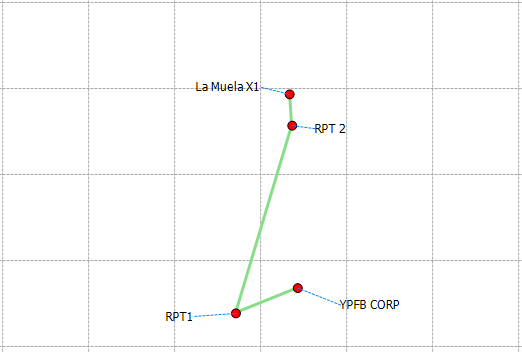 La Muela X1
RPT 2
YPFB CORP
RPT1